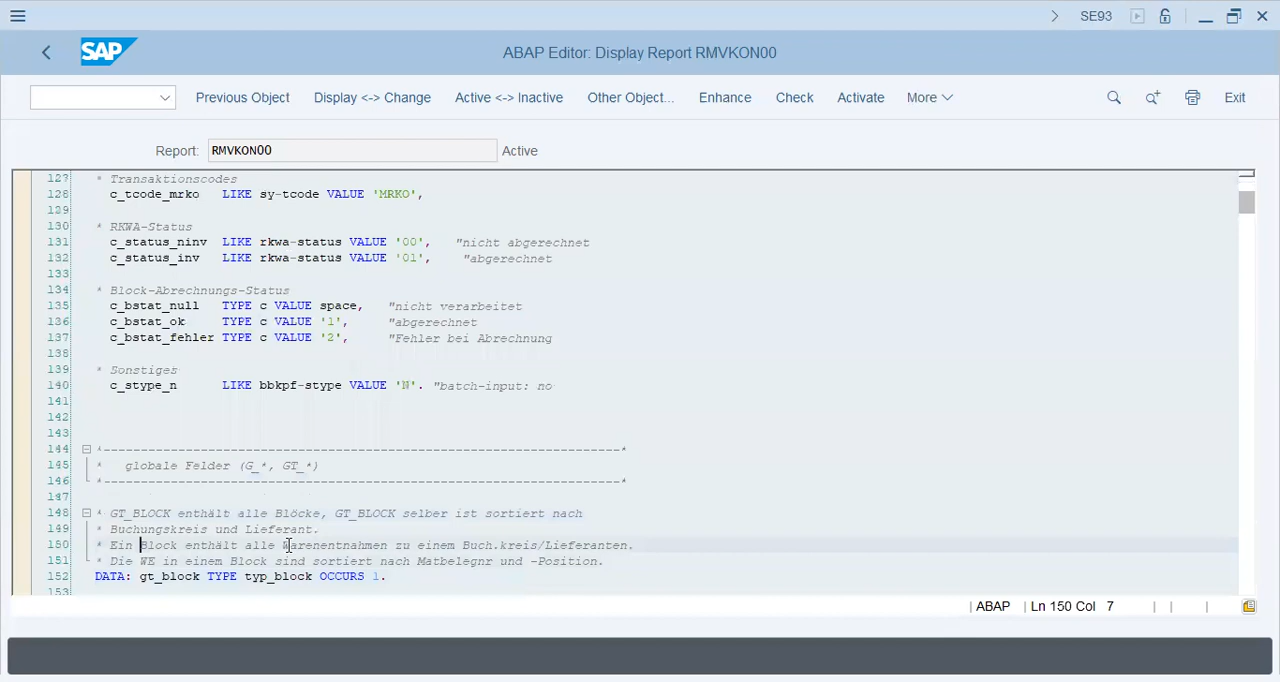 SE93
SAP
ABAP Editor: Display Report RMVKON00
Previous Object Display <-> Change Active <-> Inactive Other Object... Enhance Check Activate More Exit
Report: RMVKON00 Active
127 * Transaktionscodes
128 c_tcode_mrko LIKE sy-tcode VALUE 'MRKO',
129
130 * RKWA-Status
131 c_status_ninv LIKE rkwa-status VALUE '00', "nicht abgerechnet
132 c_status_inv LIKE rkwa-status VALUE '01', "abgerechnet
133
134 * Block-Abrechnungs-Status
135 c_bstat_null TYPE c VALUE space, "nicht verarbeitet
136 c_bstat_ok TYPE c VALUE '1', "abgerechnet
137 c_bstat_fehler TYPE c VALUE '2', "Fehler bei Abrechnung
138
139 * Sonstiges
140 c_stype_n LIKE bbkpf-stype VALUE 'N'. "batch-input: no
141
142
143
144 *----------------------------------------------------------------------*
145 * globale Felder (G_*, GT_*)
146 *----------------------------------------------------------------------*
147
148 * GT_BLOCK enthält alle Blöcke, GT_BLOCK selber ist sortiert nach
149 * Buchungskreis und Lieferant.
150 * Ein Block enthält alle Warenentnahmen zu einem Buch.kreis/Lieferanten.
151 * Die WE in einem Block sind sortiert nach Matbelegnr und -Position.
152 DATA: gt_block TYPE typ_block OCCURS 1.
153
ABAP Ln 150 Col 7